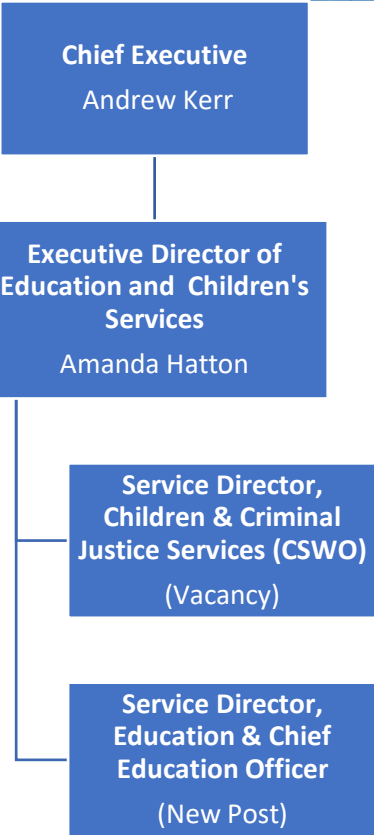 Chief Executive
Andrew Kerr
Executive Director of
Education and Children's
Services
Amanda Hatton
Service Director,
Children & Criminal
Justice Services (CSWO)
(Vacancy)
Service Director,
Education & Chief
Education Officer
(New Post)